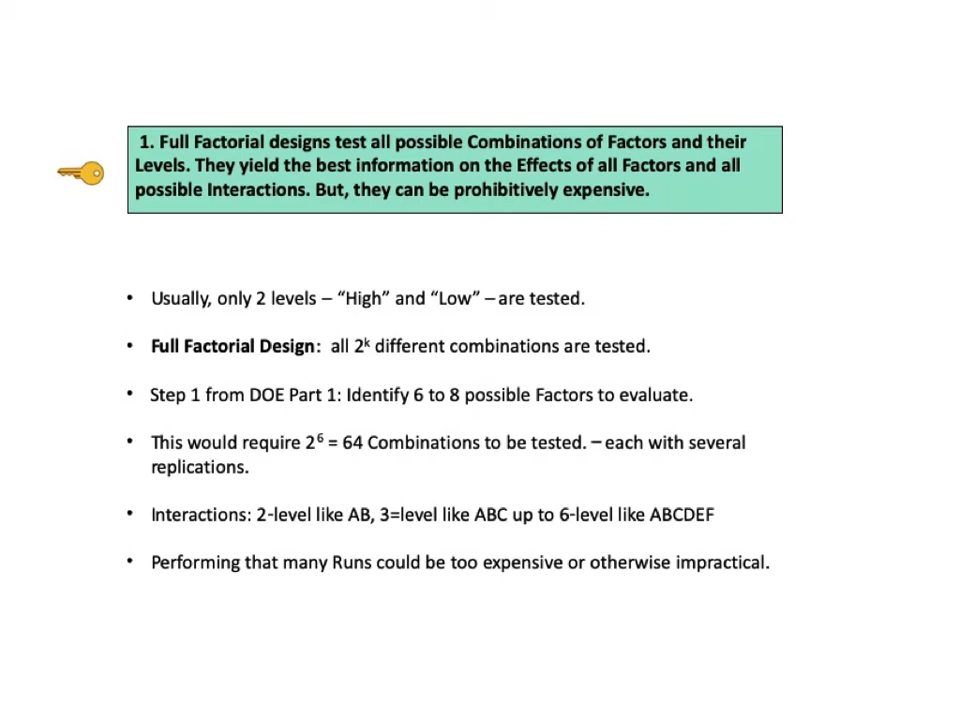 1. Full Factorial designs test all possible Combinations of Factors and their
Levels. They yield the best information on the Effects of all Factors and all
possible Interactions. But, they can be prohibitively expensive.
• Usually, only 2 levels – “High” and “Low” – are tested.
• Full Factorial Design: all 2ᵏ different combinations are tested.
• Step 1 from DOE Part 1: Identify 6 to 8 possible Factors to evaluate.
• This would require 2⁶ = 64 Combinations to be tested. – each with several
replications.
• Interactions: 2-level like AB, 3=level like ABC up to 6-level like ABCDEF
• Performing that many Runs could be too expensive or otherwise impractical.